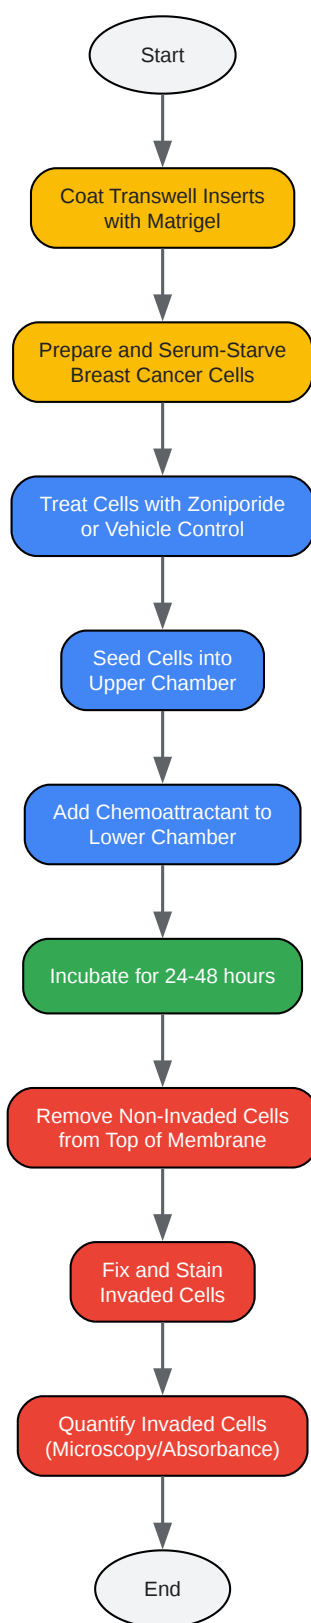 Start
Coat Transwell Inserts
with Matrigel
Prepare and Serum-Starve
Breast Cancer Cells
Treat Cells with Zoniporide
or Vehicle Control
Seed Cells into
Upper Chamber
Add Chemoattractant to
Lower Chamber
Incubate for 24-48 hours
Remove Non-Invaded Cells
from Top of Membrane
Fix and Stain
Invaded Cells
Quantify Invaded Cells
(Microscopy/Absorbance)
End